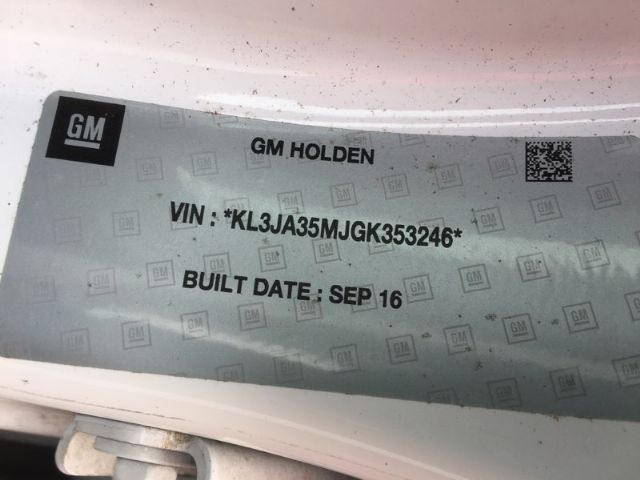 GM
GM HOLDEN
VIN : *KL3JA35MJGK353246*
BUILT DATE : SEP 16